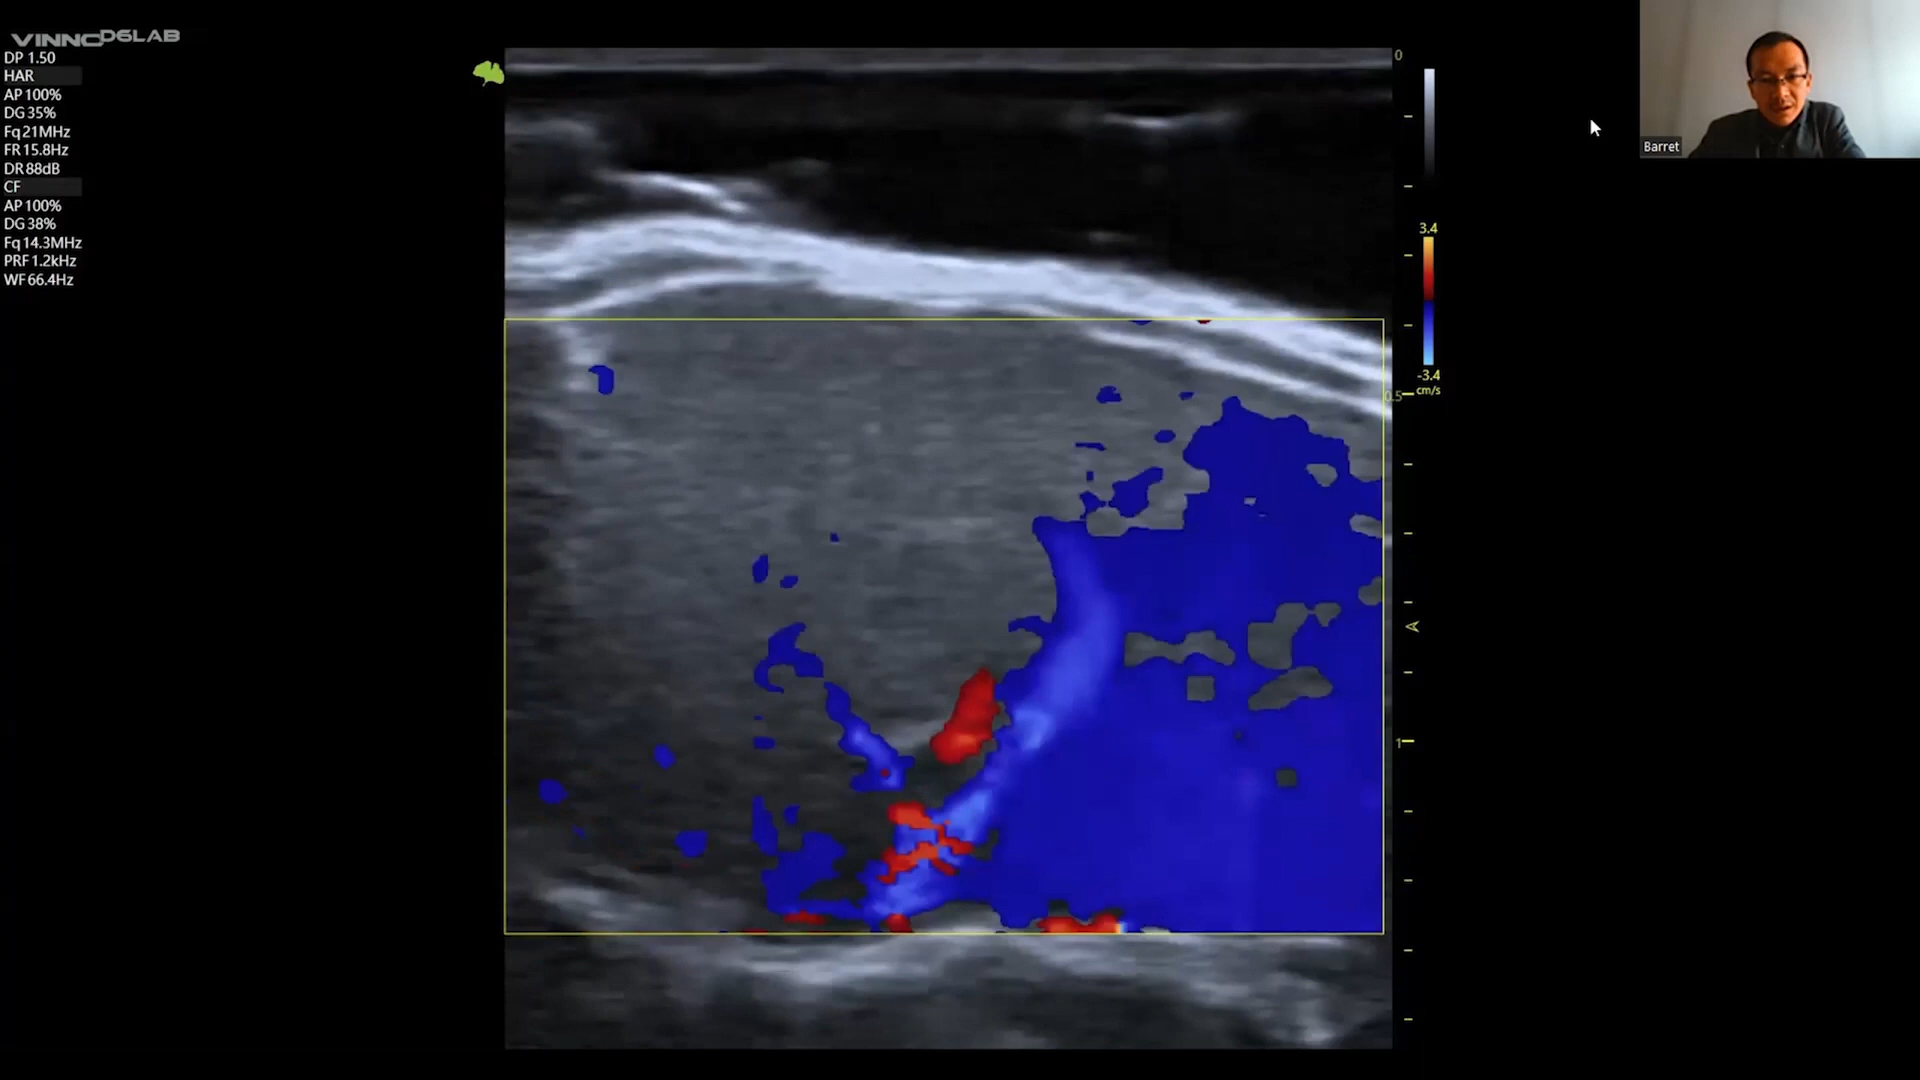 VINNO D6LAB
DP 1.50
HAR
AP 100%
DG 35%
Fq 21MHz
FR 15.8Hz
DR 88dB
CF
AP 100%
DG 38%
Fq 14.3MHz
PRF 1.2kHz
WF 66.4Hz
0
3.4
-3.4
cm/s
0.5
1
Barret